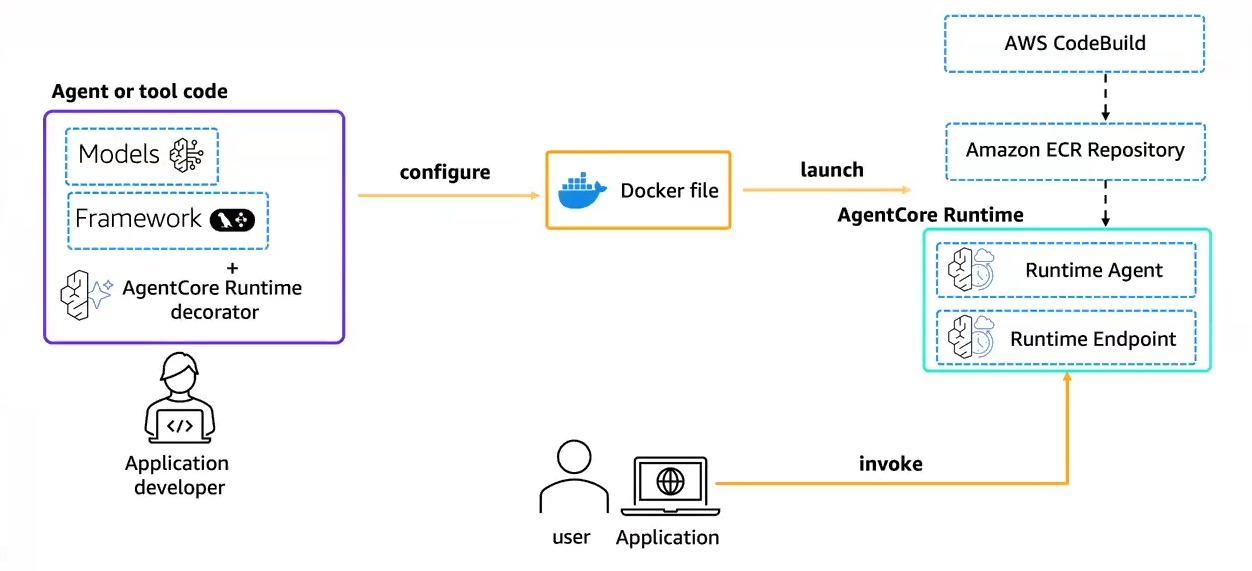 AWS CodeBuild
Agent or tool code
Models
Framework
+
AgentCore Runtime
decorator
configure
Docker file
launch
Amazon ECR Repository
AgentCore Runtime
Runtime Agent
Runtime Endpoint
</>
Application
developer
invoke
user
Application